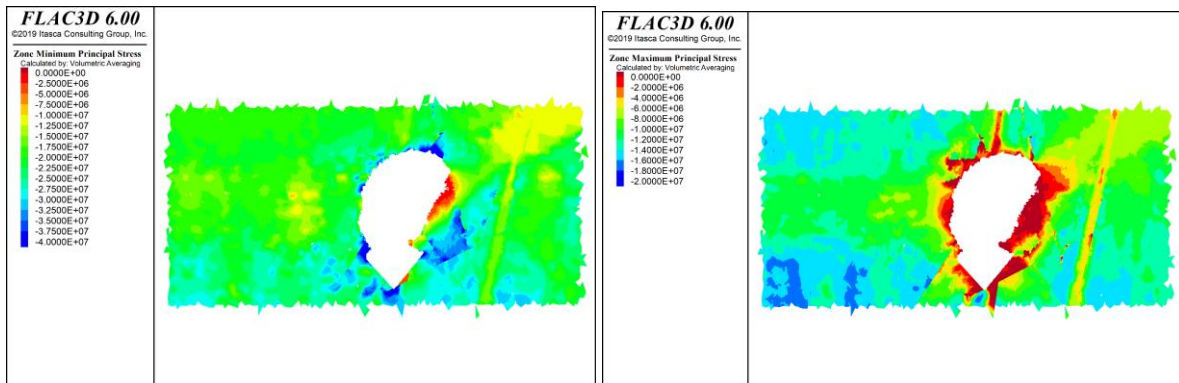 FLAC3D 6.00
©2019 Itasca Consulting Group, Inc.
Zone Minimum Principal Stress
Calculated by: Volumetric Averaging
0.0000E+00
-2.5000E+06
-5.0000E+06
-7.5000E+06
-1.0000E+07
-1.2500E+07
-1.5000E+07
-1.7500E+07
-2.0000E+07
-2.2500E+07
-2.5000E+07
-2.7500E+07
-3.0000E+07
-3.2500E+07
-3.5000E+07
-3.7500E+07
-4.0000E+07
FLAC3D 6.00
©2019 Itasca Consulting Group, Inc.
Zone Maximum Principal Stress
Calculated by: Volumetric Averaging
0.0000E+00
-2.0000E+06
-4.0000E+06
-6.0000E+06
-8.0000E+06
-1.0000E+07
-1.2000E+07
-1.4000E+07
-1.6000E+07
-1.8000E+07
-2.0000E+07